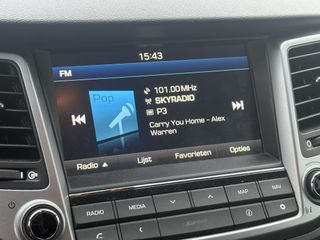 15:43
FM
Pop
101.00MHz
SKYRADIO
P3
Carry You Home - Alex
Warren
Radio Lijst Favorieten Opties
RADIO MEDIA MAP NAV